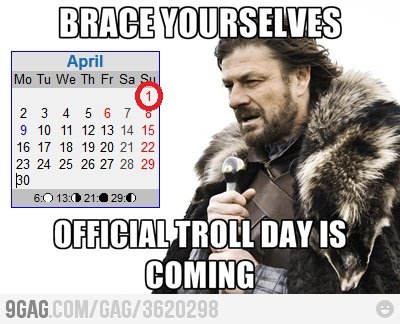 BRACE YOURSELVES
April
Mo Tu We Th Fr Sa Su
1
2 3 4 5 6 7 8
9 10 11 12 13 14 15
16 17 18 19 20 21 22
23 24 25 26 27 28 29
30
6: 13: 21: 29:
OFFICIAL TROLL DAY IS
COMING
9GAG.COM/GAG/3620298